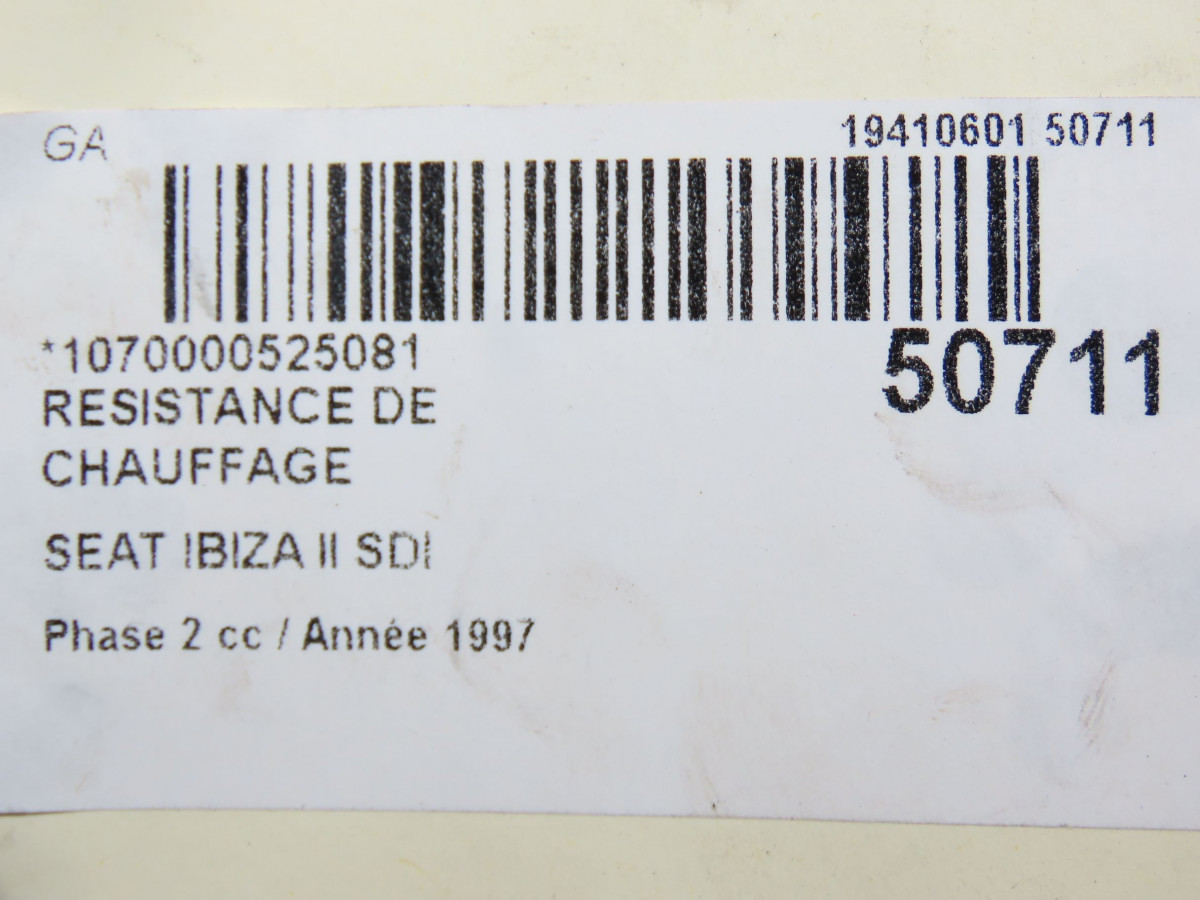 GA
19410601 50711
*1070000525081
50711
RESISTANCE DE
CHAUFFAGE
SEAT IBIZA II SDI
Phase 2 cc / Année 1997